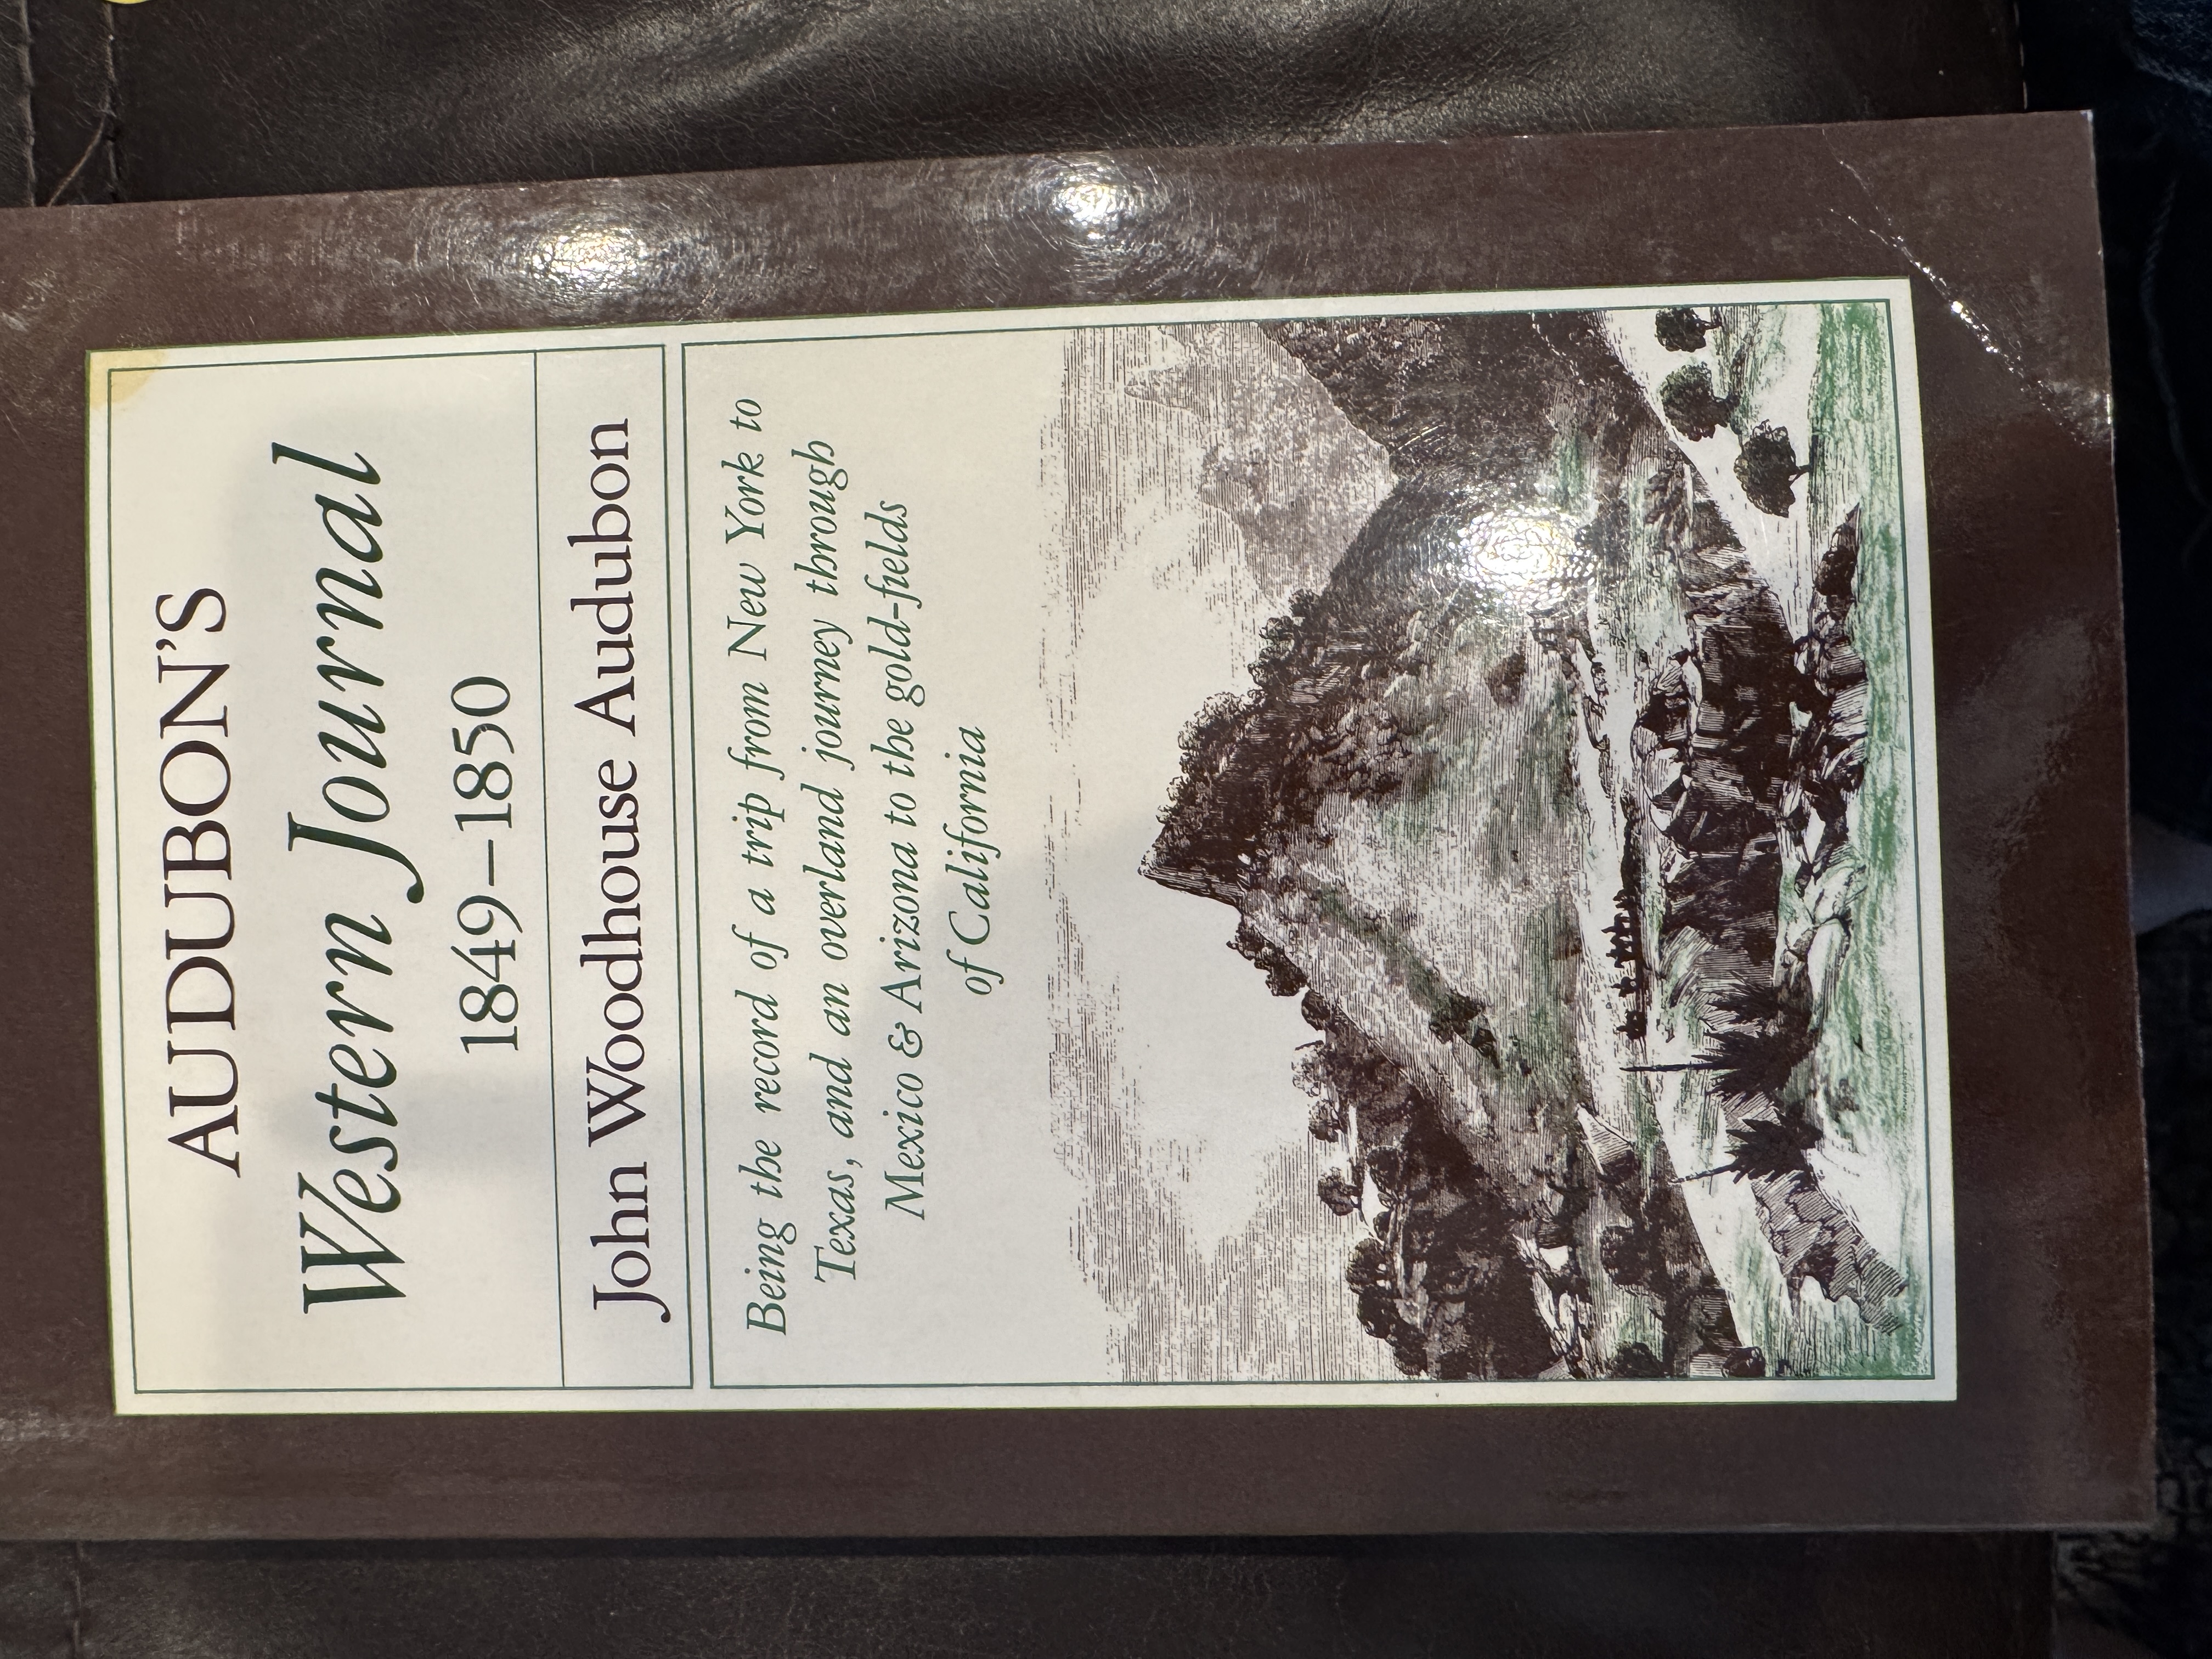 AUDUBON'S
Western Journal
1849–1850
John Woodhouse Audubon
Being the record of a trip from New York to
Texas, and an overland journey through
Mexico & Arizona to the gold-fields
of California